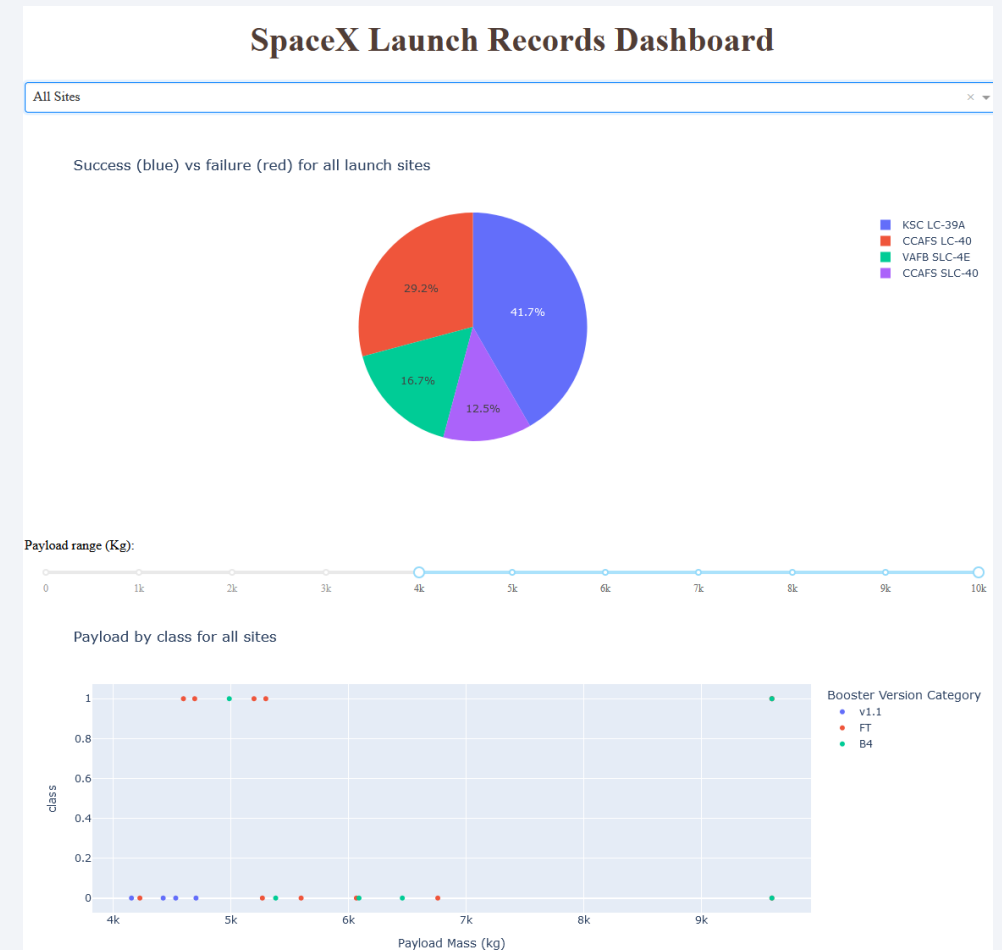 SpaceX Launch Records Dashboard
All Sites
×
Success (blue) vs failure (red) for all launch sites
KSC LC-39A
CCAFS LC-40
VAFB SLC-4E
CCAFS SLC-40
41.7%
29.2%
16.7%
12.5%
Payload range (Kg):
0 1k 2k 3k 4k 5k 6k 7k 8k 9k 10k
Payload by class for all sites
Booster Version Category
v1.1
FT
B4
1
0.8
0.6
0.4
0.2
0
class
4k 5k 6k 7k 8k 9k
Payload Mass (kg)